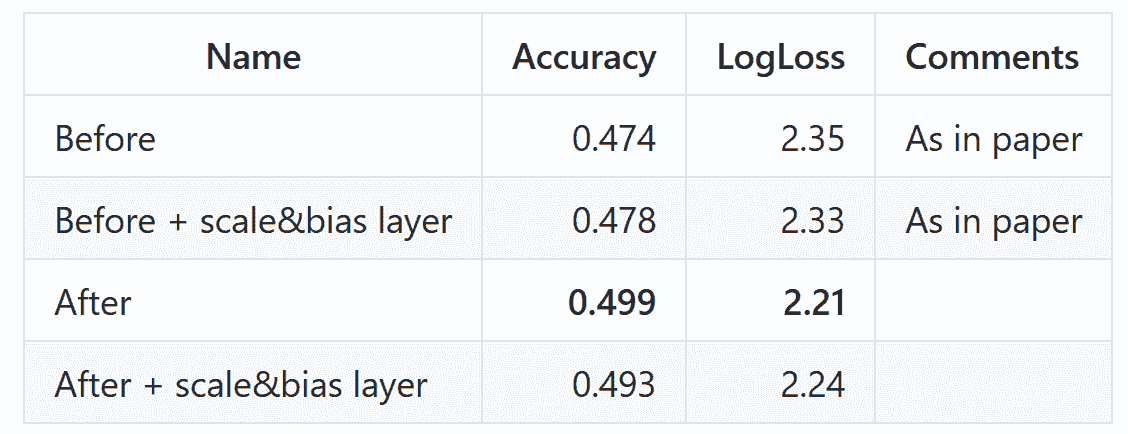 Name Accuracy LogLoss Comments
Before 0.474 2.35 As in paper
Before + scale&bias layer 0.478 2.33 As in paper
After 0.499 2.21
After + scale&bias layer 0.493 2.24